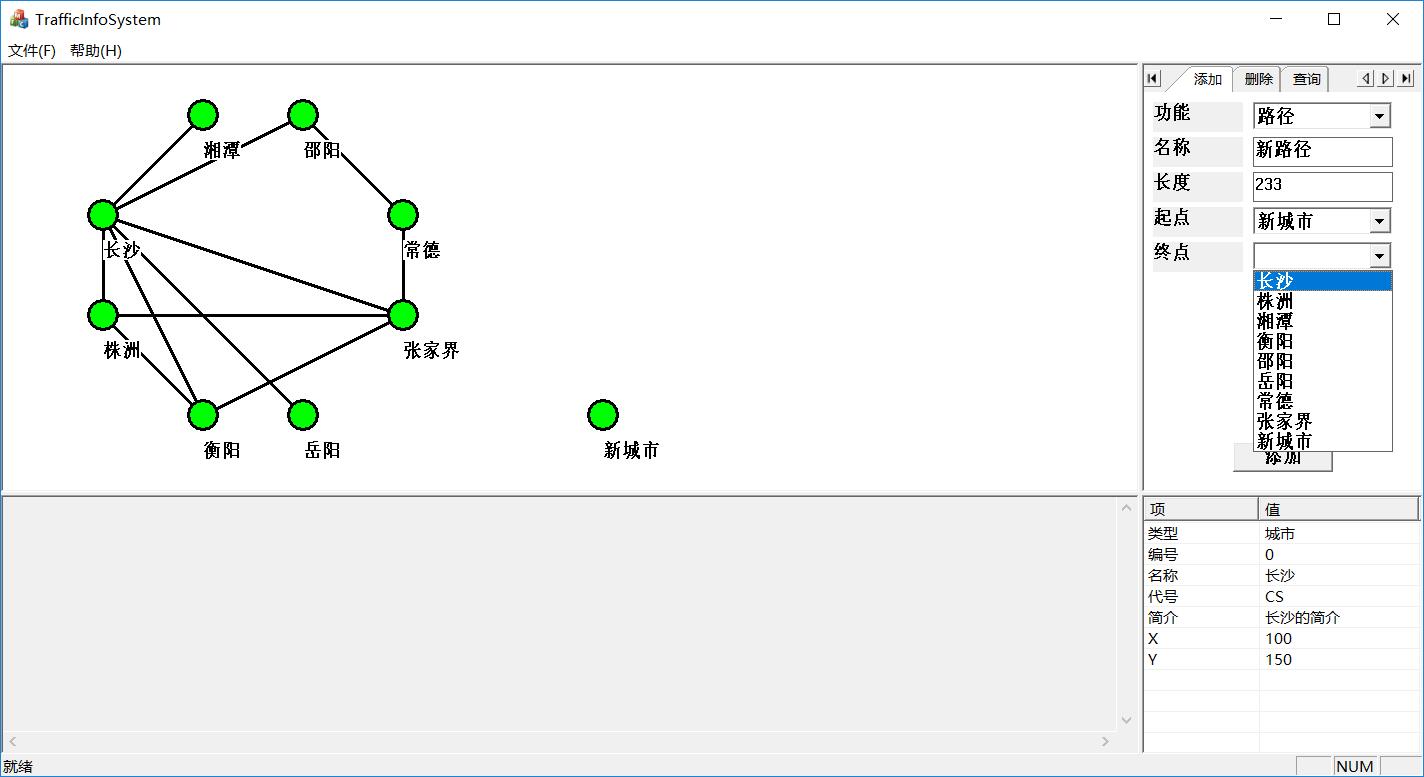 TrafficInfoSystem
文件(F) 帮助(H)
湘潭
邵阳
长沙
常德
株洲
张家界
衡阳
岳阳
新城市
添加 删除 查询
功能 路径
名称 新路径
长度 233
起点 新城市
终点
长沙
株洲
湘潭
衡阳
邵阳
岳阳
常德
张家界
新城市
添加
项 值
类型 城市
编号 0
名称 长沙
代号 CS
简介 长沙的简介
X 100
Y 150
就绪 NUM